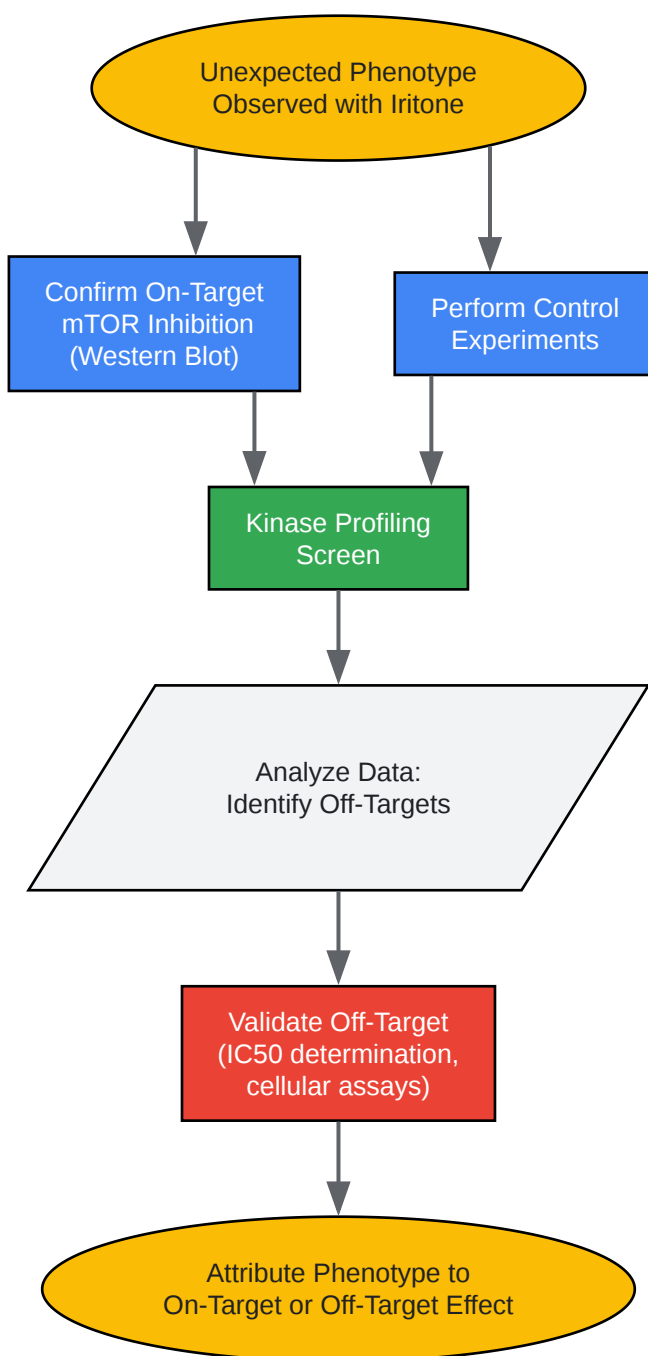 Unexpected Phenotype
Observed with Iritone
Confirm On-Target
mTOR Inhibition
(Western Blot)
Perform Control
Experiments
Kinase Profiling
Screen
Analyze Data:
Identify Off-Targets
Validate Off-Target
(IC50 determination,
cellular assays)
Attribute Phenotype to
On-Target or Off-Target Effect